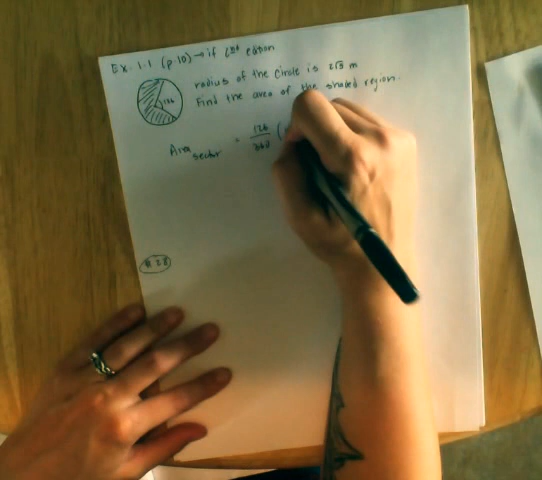 Ex. 1.1 (p.10) → if 1st edition
radius of the circle is 2√3 m
126
Find the area of the shaded region.
Area sector = 126/360 (